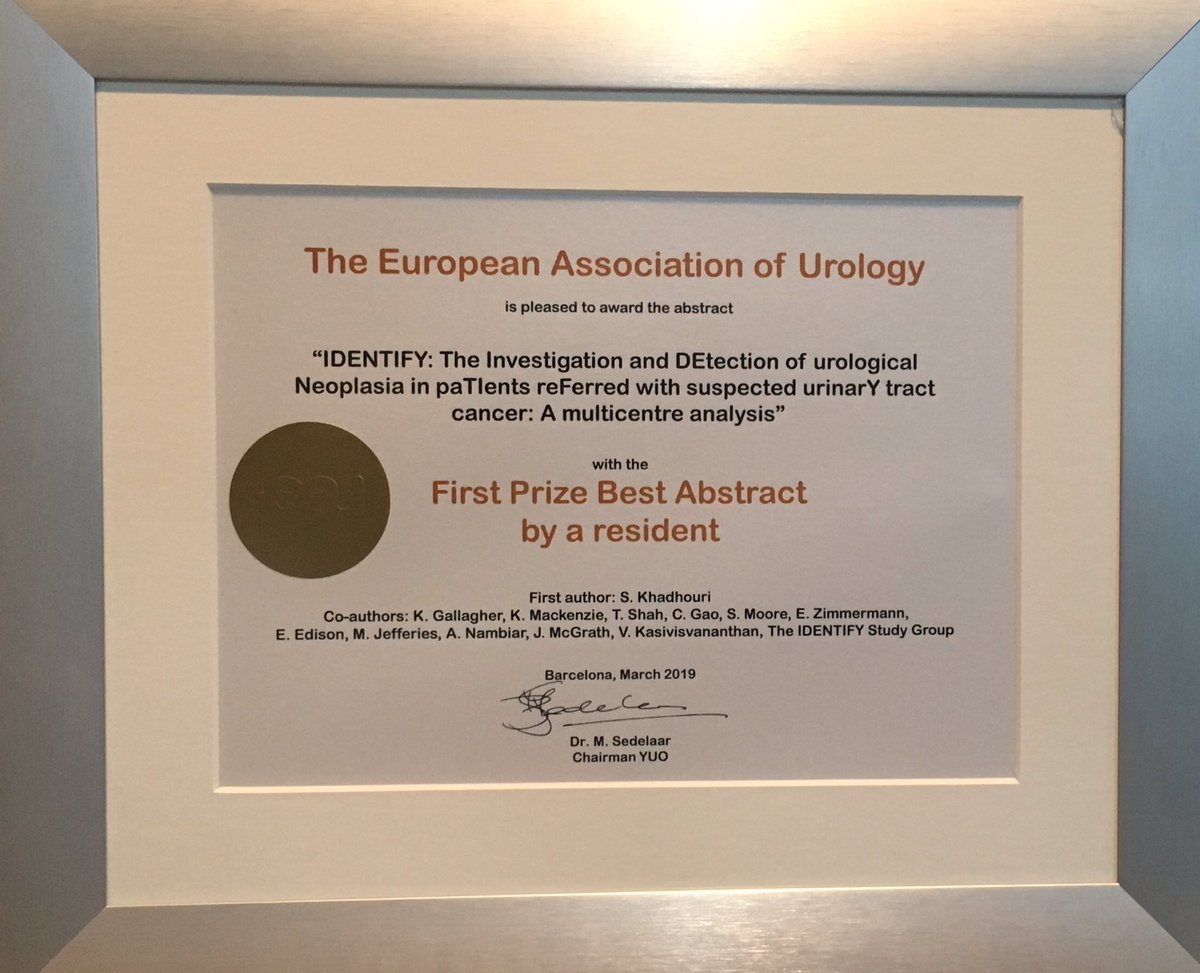 The European Association of Urology
is pleased to award the abstract
“IDENTIFY: The Investigation and DEtection of urological
Neoplasia in paTIents reFerred with suspected urinarY tract
cancer: A multicentre analysis”
with the
First Prize Best Abstract
by a resident
First author: S. Khadhouri
Co-authors: K. Gallagher, K. Mackenzie, T. Shah, C. Gao, S. Moore, E. Zimmermann,
E. Edison, M. Jefferies, A. Nambiar, J. McGrath, V. Kasivisvananthan, The IDENTIFY Study Group
Barcelona, March 2019
Dr. M. Sedelaar
Chairman YUO